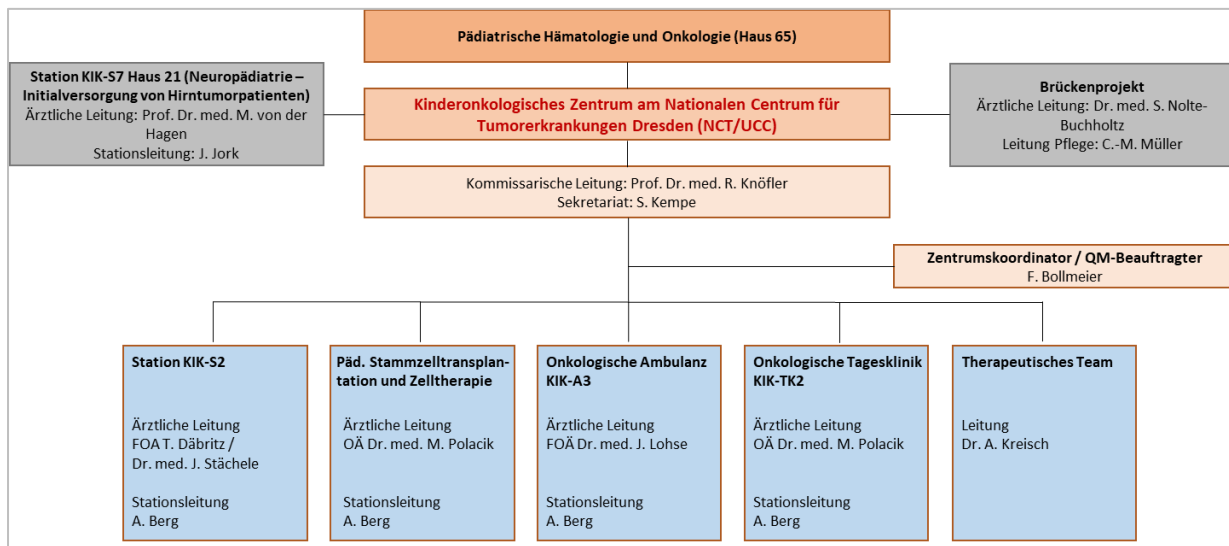 Pädiatrische Hämatologie und Onkologie (Haus 65)
Station KIK-S7 Haus 21 (Neuropädiatrie –
Initialversorgung von Hirntumorpatienten)
Ärztliche Leitung: Prof. Dr. med. M. von der
Hagen
Stationsleitung: J. Jork
Kinderonkologisches Zentrum am Nationalen Centrum für
Tumorerkrankungen Dresden (NCT/UCC)
Brückenprojekt
Ärztliche Leitung: Dr. med. S. Nolte-
Buchholtz
Leitung Pflege: C.-M. Müller
Kommissarische Leitung: Prof. Dr. med. R. Knöfler
Sekretariat: S. Kempe
Zentrumskoordinator / QM-Beauftragter
F. Bollmeier
Station KIK-S2
Ärztliche Leitung
FOA T. Däbritz /
Dr. med. J. Stächele
Stationsleitung
A. Berg
Päd. Stammzelltransplan-
tation und Zelltherapie
Ärztliche Leitung
OÄ Dr. med. M. Polacik
Stationsleitung
A. Berg
Onkologische Ambulanz
KIK-A3
Ärztliche Leitung
FOÄ Dr. med. J. Lohse
Stationsleitung
A. Berg
Onkologische Tagesklinik
KIK-TK2
Ärztliche Leitung
OÄ Dr. med. M. Polacik
Stationsleitung
A. Berg
Therapeutisches Team
Leitung
Dr. A. Kreisch